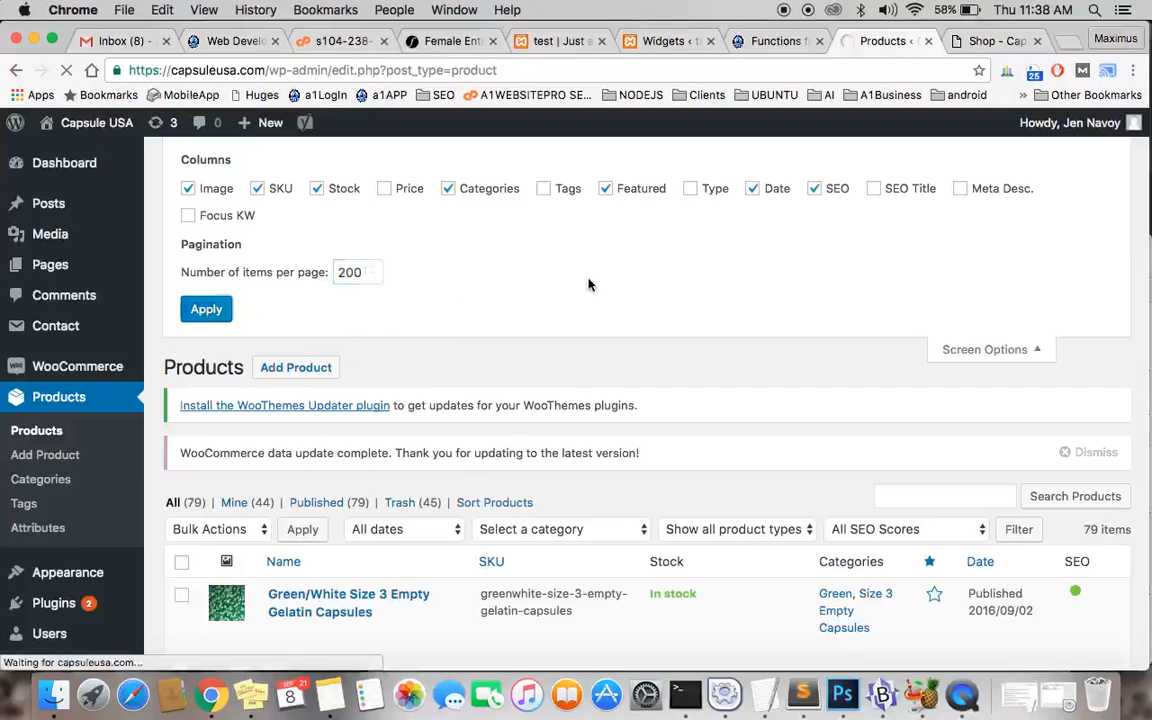 Chrome File Edit View History Bookmarks People Window Help 58% Thu 11:38 AM
Inbox (8) - Web Develo s104-238- Female Ent test | Just a Widgets ‹ t Functions f Products ‹ Shop - Cap Maximus
https://capsuleusa.com/wp-admin/edit.php?post_type=product 25
Apps Bookmarks MobileApp Huges a1LogIn a1APP SEO A1WEBSITEPRO SE... NODEJS Clients UBUNTU AI A1Business android » Other Bookmarks
Capsule USA 3 0 + New Howdy, Jen Navoy
Dashboard
Posts
Media
Pages
Comments
Contact
WooCommerce
Products
Products
Add Product
Categories
Tags
Attributes
Appearance
Plugins 2
Users
Columns
Image SKU Stock Price Categories Tags Featured Type Date SEO SEO Title Meta Desc.
Focus KW
Pagination
Number of items per page: 200
Apply
Screen Options
Products Add Product
Install the WooThemes Updater plugin to get updates for your WooThemes plugins.
WooCommerce data update complete. Thank you for updating to the latest version! Dismiss
All (79) | Mine (44) | Published (79) | Trash (45) | Sort Products Search Products
Bulk Actions Apply All dates Select a category Show all product types All SEO Scores Filter 79 items
Name SKU Stock Categories Date SEO
Green/White Size 3 Empty
Gelatin Capsules
greenwhite-size-3-empty-
gelatin-capsules
In stock
Green, Size 3
Empty
Capsules
Published
2016/09/02
Waiting for capsuleusa.com...
SEP 21
8
Ps